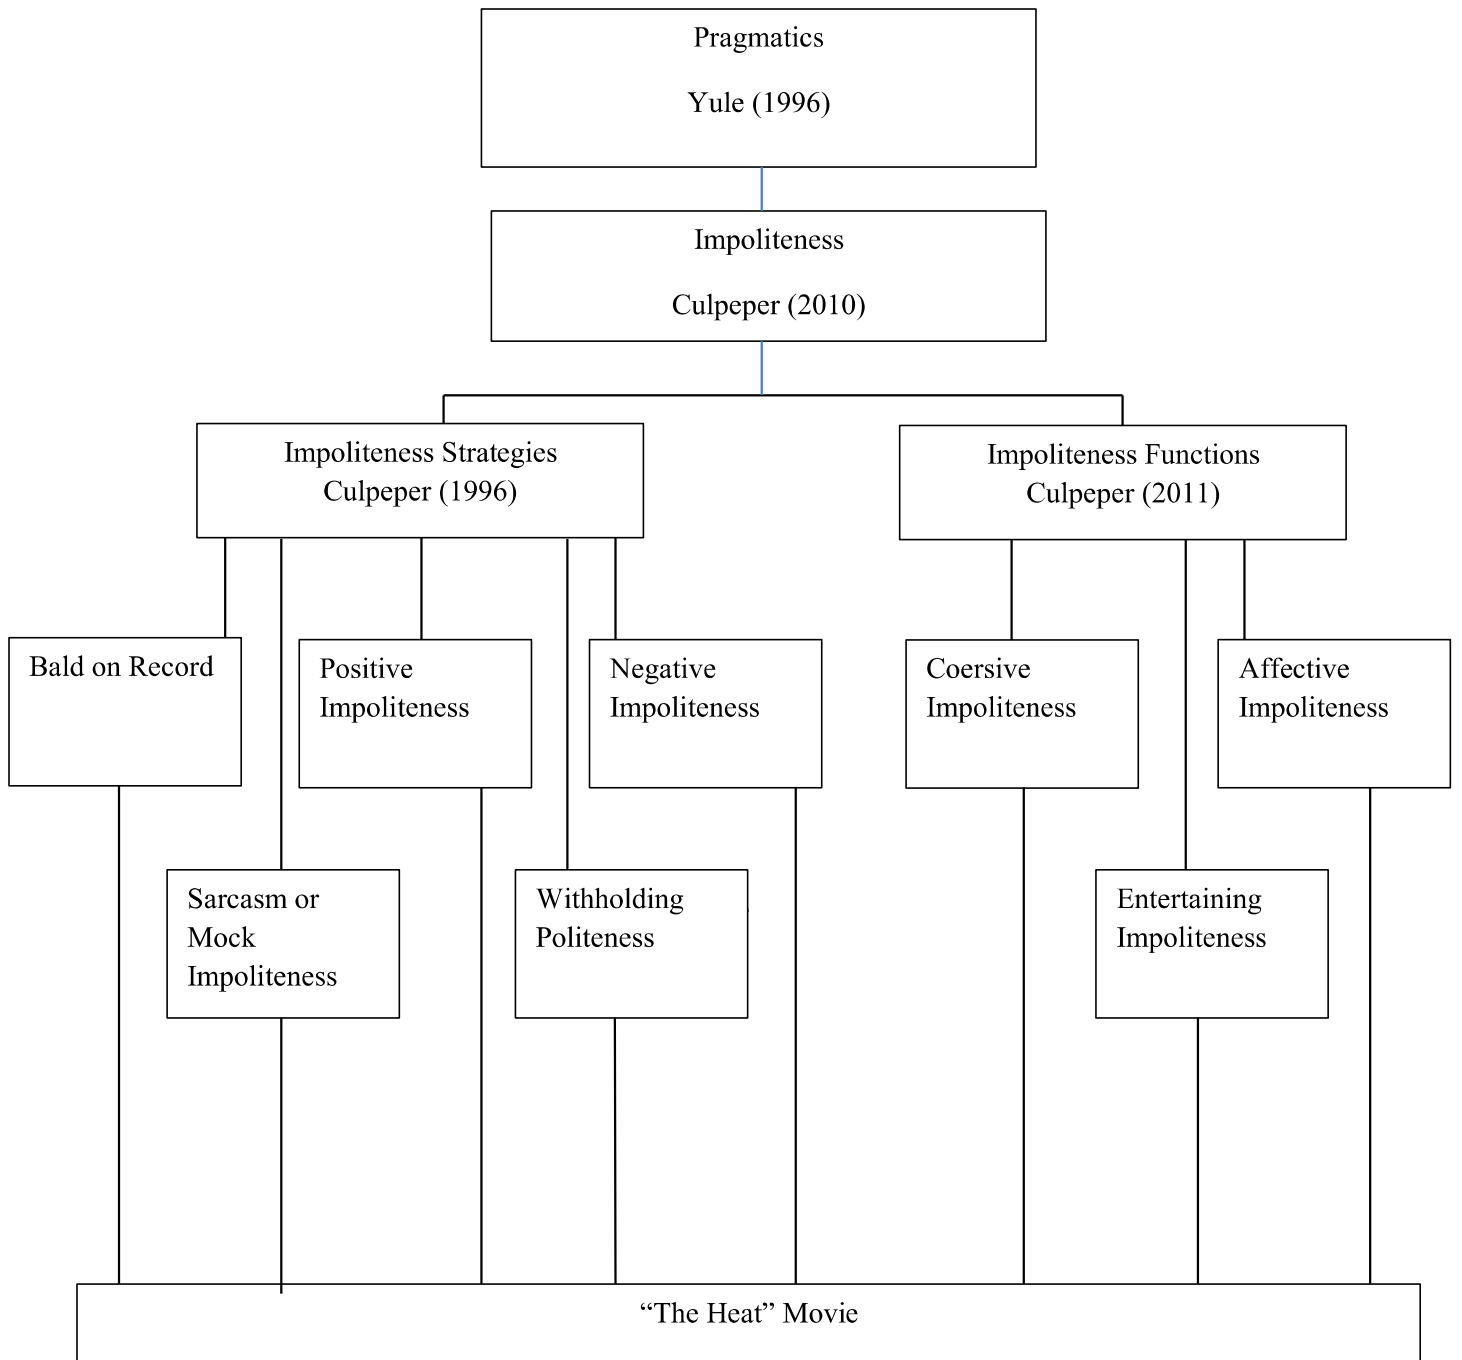 Pragmatics
Yule (1996)
Impoliteness
Culpeper (2010)
Impoliteness Strategies
Culpeper (1996)
Impoliteness Functions
Culpeper (2011)
Bald on Record
Positive
Impoliteness
Negative
Impoliteness
Coersive
Impoliteness
Affective
Impoliteness
Sarcasm or
Mock
Impoliteness
Withholding
Politeness
Entertaining
Impoliteness
“The Heat” Movie